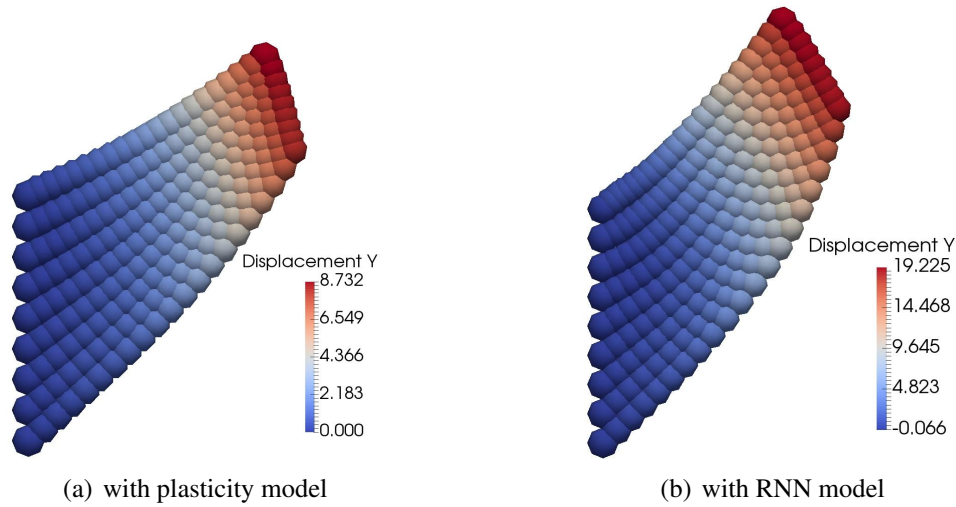 Displacement Y
8.732
6.549
4.366
2.183
0.000
(a) with plasticity model
Displacement Y
19.225
14.468
9.645
4.823
-0.066
(b) with RNN model